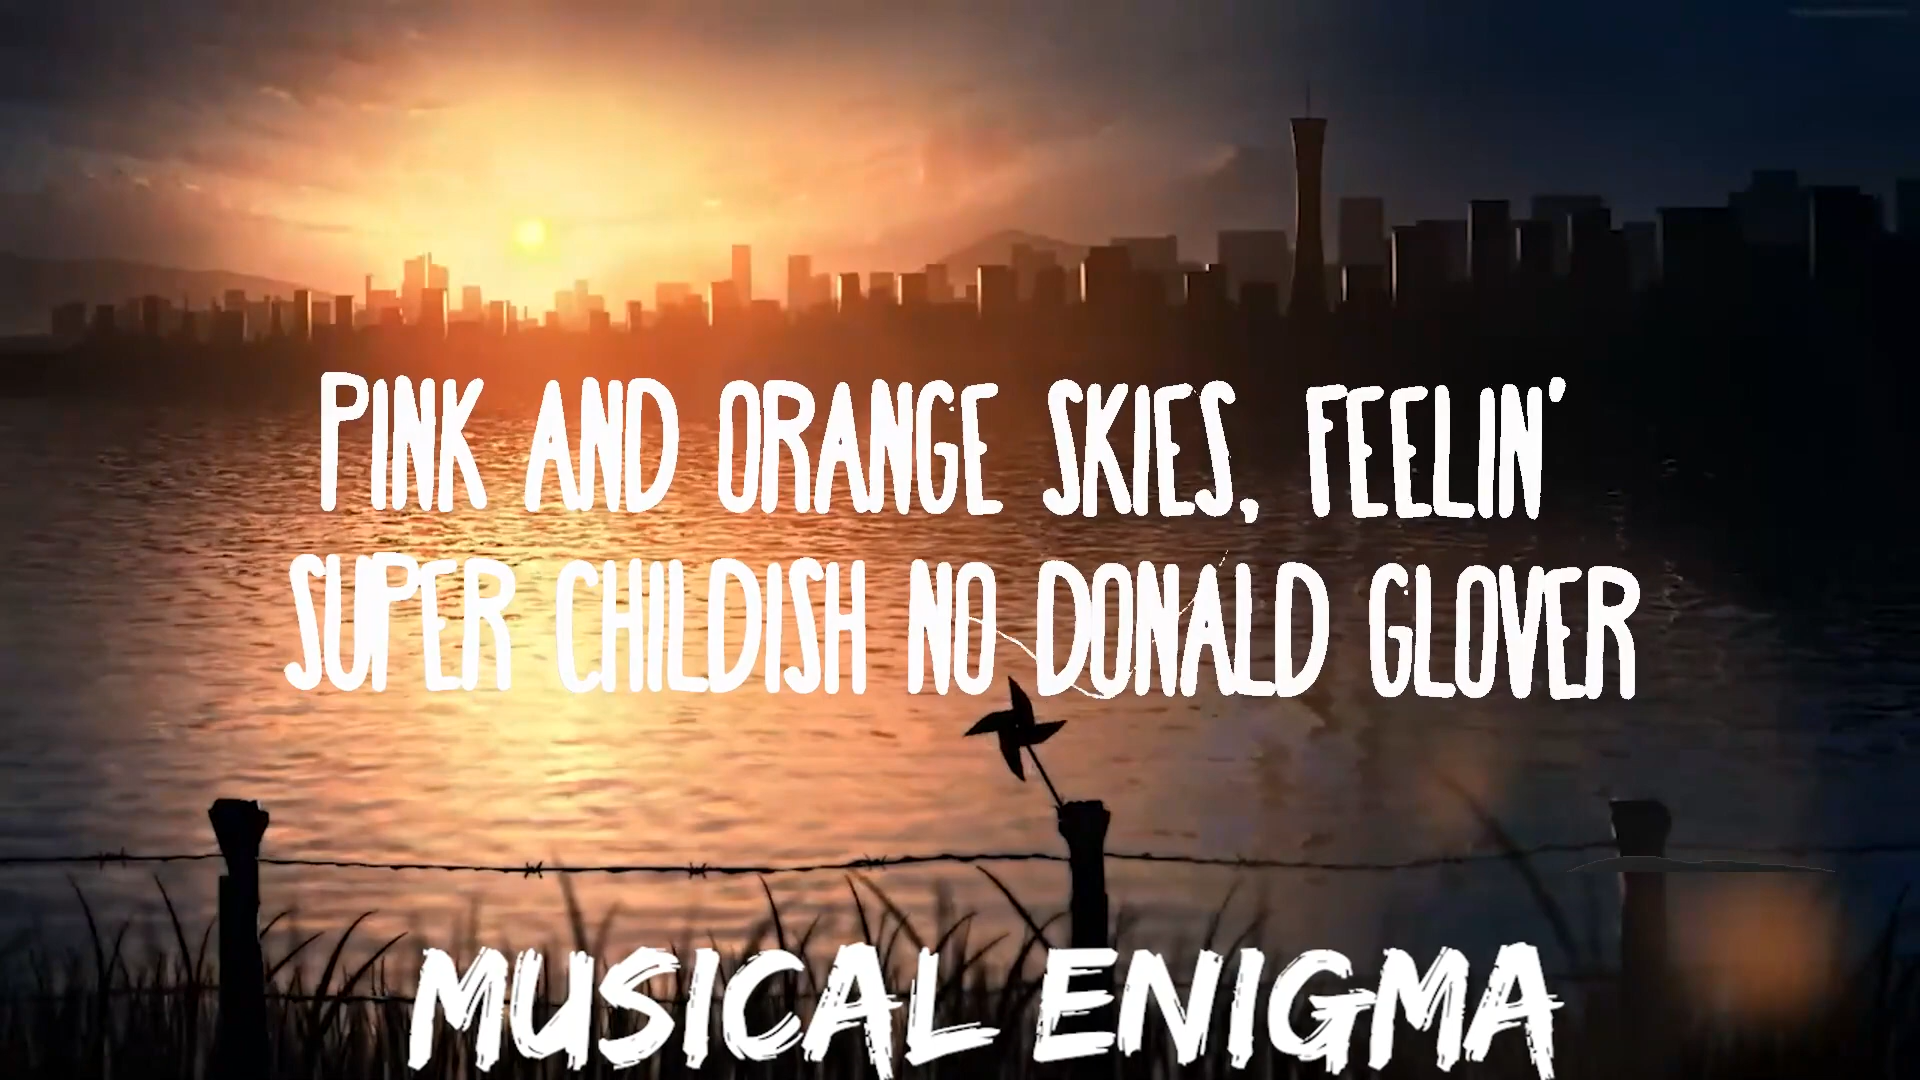 PINK AND ORANGE SKIES, FEELIN'
SUPER CHILDISH NO DONALD GLOVER
MUSICAL ENIGMA